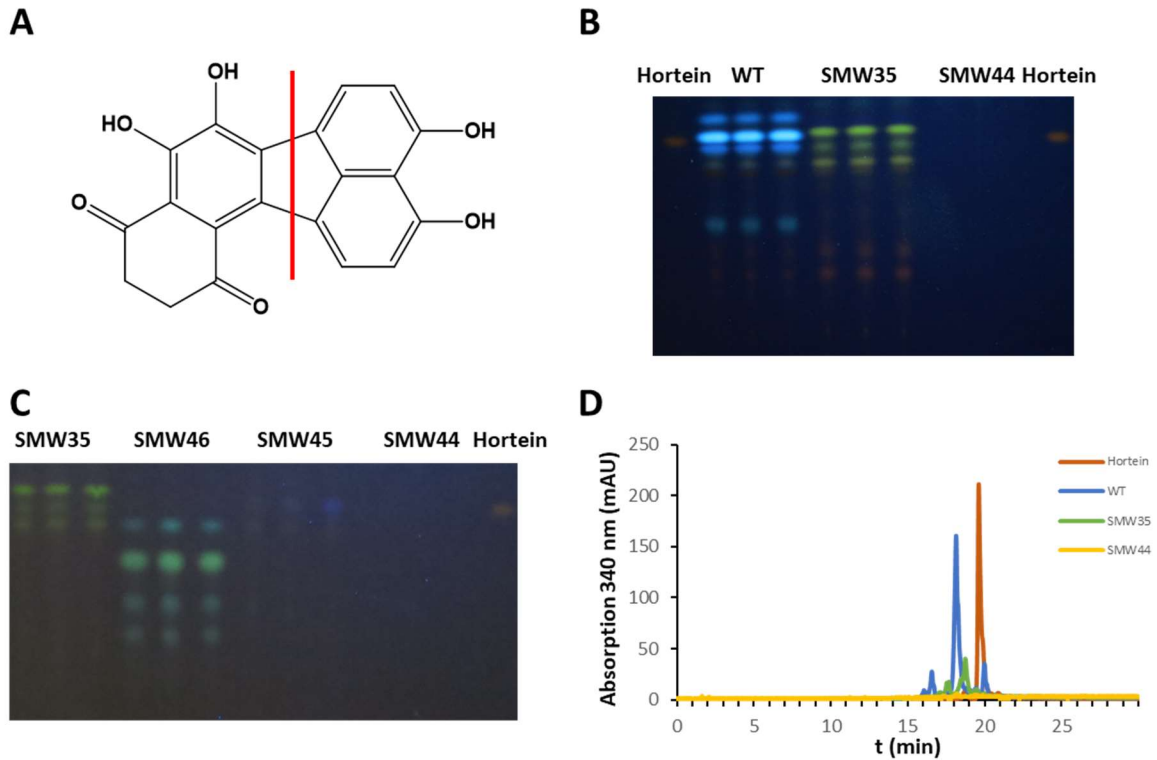 A
OH
HO
OH
O
OH
O
B
Hortein WT SMW35 SMW44 Hortein
C
SMW35 SMW46 SMW45 SMW44 Hortein
D
Absorption 340 nm (mAU)
250
200
150
100
50
0
0 5 10 15 20 25
t (min)
Hortein
WT
SMW35
SMW44